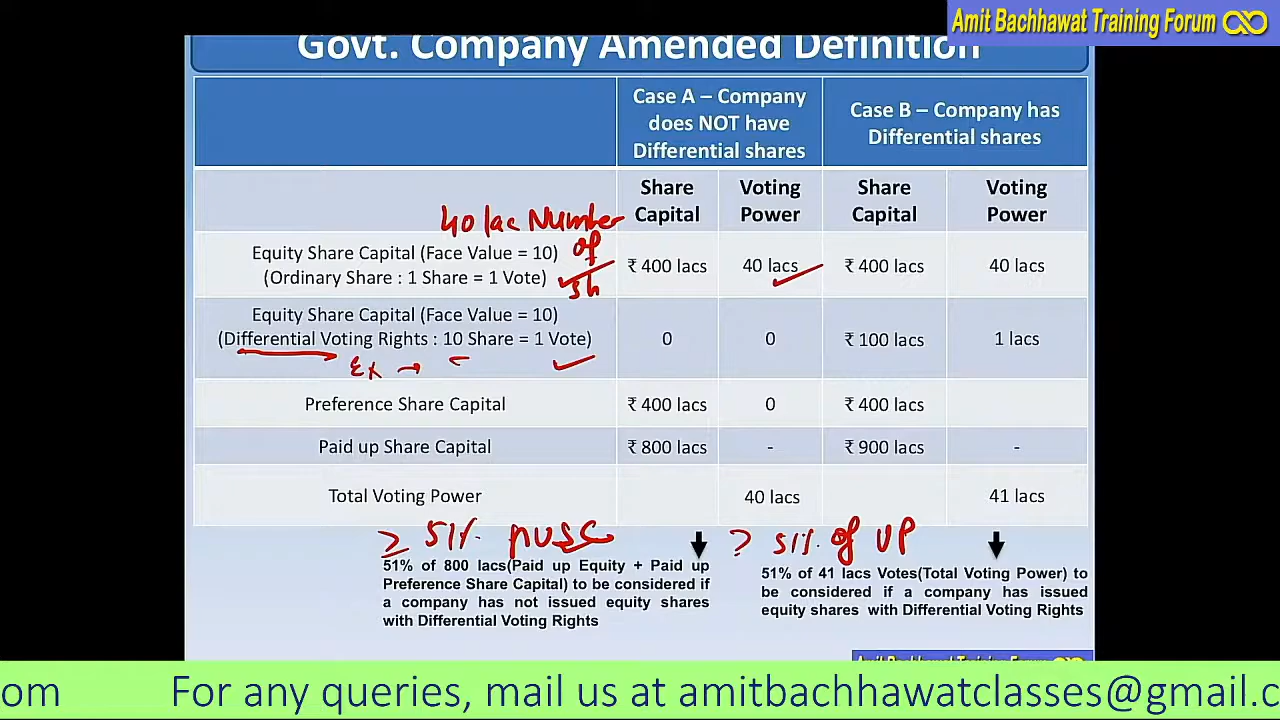 Amit Bachhawat Training Forum
Govt. Company Amended Definition
Case A – Company
does NOT have
Differential shares
Case B – Company has
Differential shares
Share
Capital
Voting
Power
Share
Capital
Voting
Power
40 lac Number
of
sh
Equity Share Capital (Face Value = 10)
(Ordinary Share : 1 Share = 1 Vote)
₹ 400 lacs
40 lacs
₹ 400 lacs
40 lacs
Equity Share Capital (Face Value = 10)
(Differential Voting Rights : 10 Share = 1 Vote)
0
0
₹ 100 lacs
1 lacs
Ex →
Preference Share Capital
₹ 400 lacs
0
₹ 400 lacs
Paid up Share Capital
₹ 800 lacs
-
₹ 900 lacs
-
Total Voting Power
40 lacs
41 lacs
≥ 51% PUSC
≥ 51% of VP
51% of 800 lacs(Paid up Equity + Paid up
Preference Share Capital) to be considered if
a company has not issued equity shares
with Differential Voting Rights
51% of 41 lacs Votes(Total Voting Power) to
be considered if a company has issued
equity shares with Differential Voting Rights
Amit Bachhawat Training Forum
om For any queries, mail us at amitbachhawatclasses@gmail.c